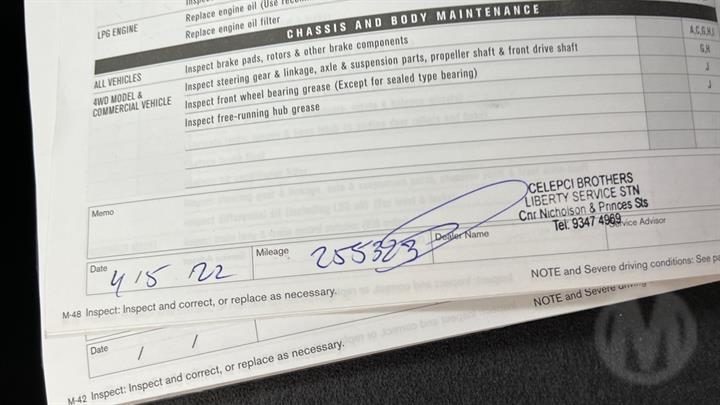 LPG ENGINE
Replace engine oil (Use rec
Replace engine oil filter
CHASSIS AND BODY MAINTENANCE
ALL VEHICLES
Inspect brake pads, rotors & other brake components
A,C,G,H,I
Inspect steering gear & linkage, axle & suspension parts, propeller shaft & front drive shaft
G,H
4WD MODEL &
COMMERCIAL VEHICLE
Inspect front wheel bearing grease (Except for sealed type bearing)
J
Inspect free-running hub grease
J
Memo
CELEPCI BROTHERS
LIBERTY SERVICE STN
Cnr. Nicholson & Princes Sts
Tel: 9347 4969
Date 4/5 22
Mileage 255323
Dealer Name
Service Advisor
M-48 Inspect: Inspect and correct, or replace as necessary.
NOTE and Severe driving conditions: See pa
Date / /
NOTE and Severe driving
M-42 Inspect: Inspect and correct, or replace as necessary.
M